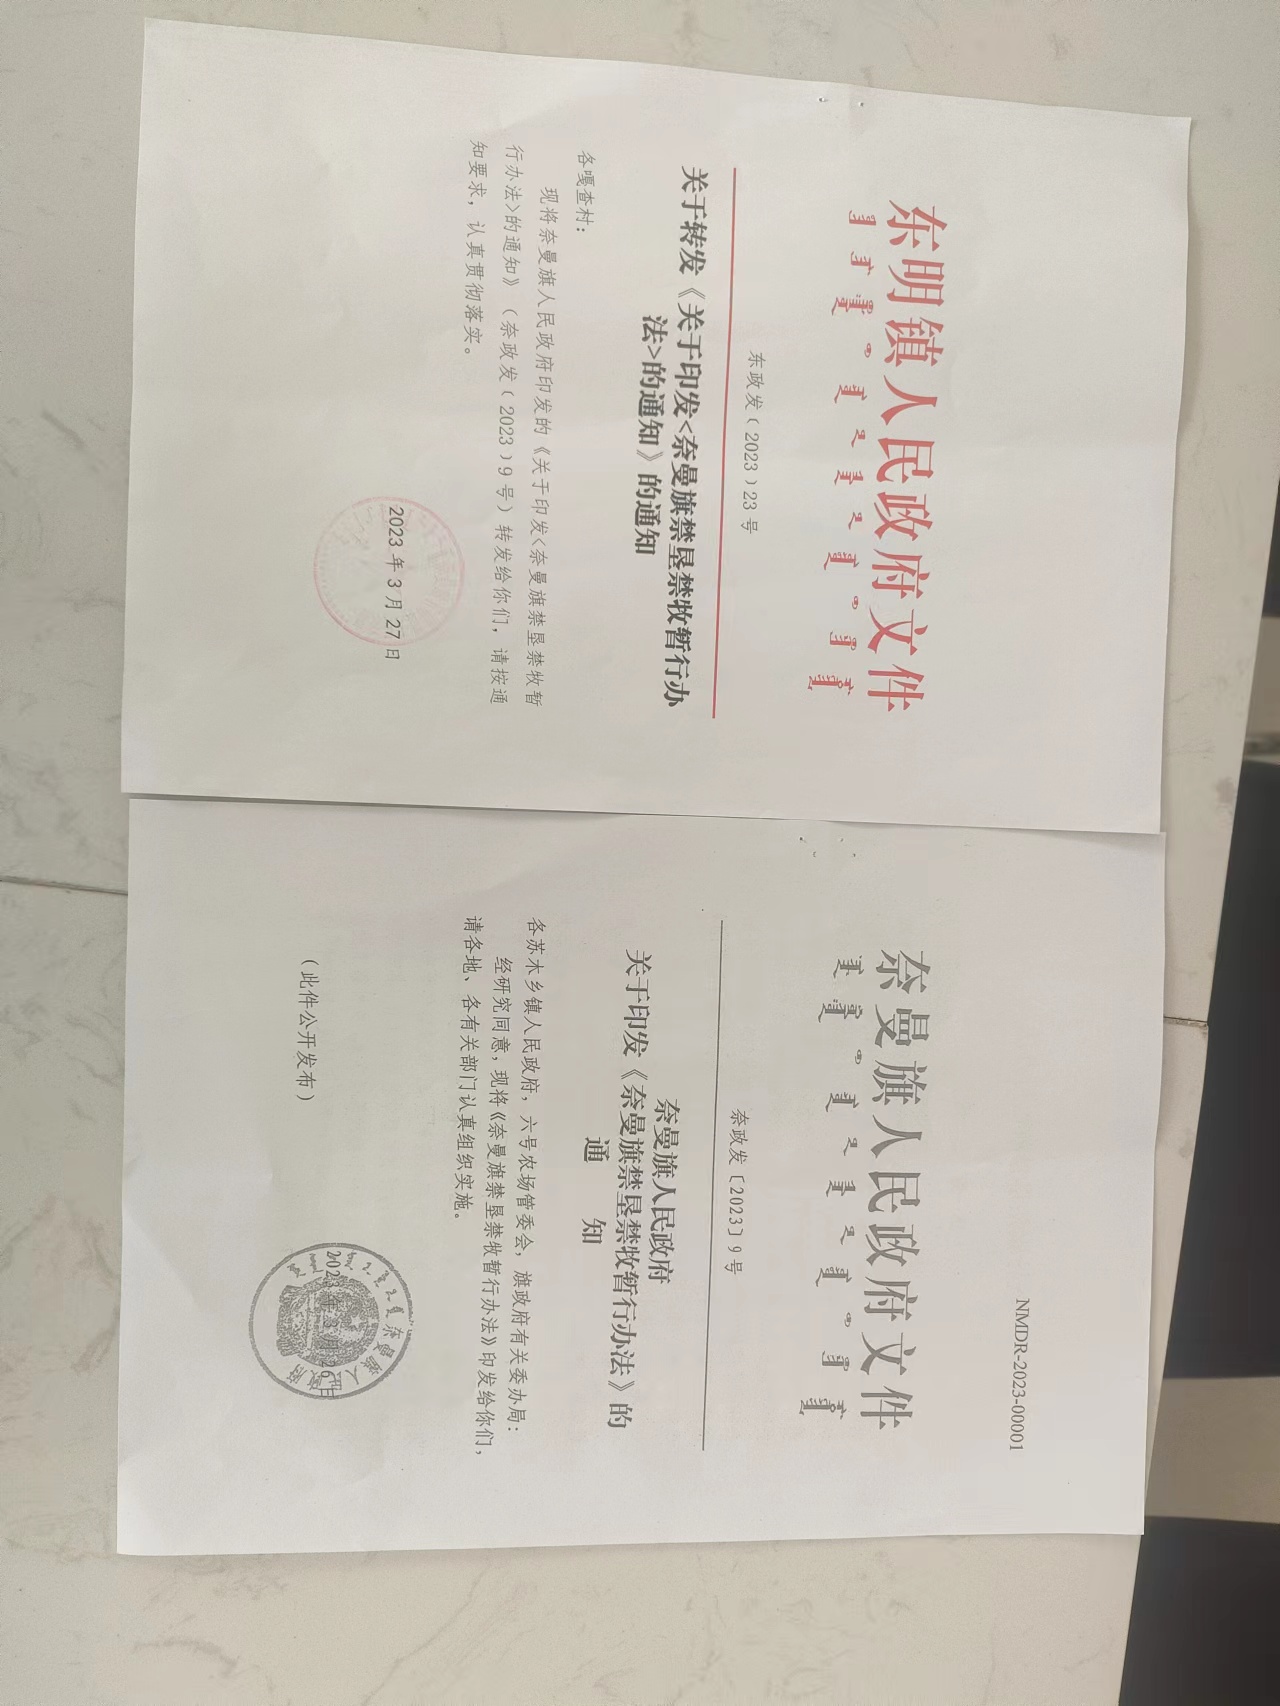 东明镇人民政府文件
东政发﹝2023﹞23号
关于转发《关于印发<奈曼旗禁垦禁牧暂行办
法>的通知》的通知
各嘎查村：
现将奈曼旗人民政府印发的《关于印发<奈曼旗禁垦禁牧暂
行办法>的通知》（奈政发﹝2023﹞9号）转发给你们，请按通
知要求，认真贯彻落实。
2023年3月27日
NMDR-2023-00001
奈曼旗人民政府文件
奈政发〔2023〕9号
奈曼旗人民政府
关于印发《奈曼旗禁垦禁牧暂行办法》的
通 知
各苏木乡镇人民政府，六号农场管委会，旗政府有关委办局：
经研究同意，现将《奈曼旗禁垦禁牧暂行办法》印发给你们，
请各地、各有关部门认真组织实施。
2023年3月26日
（此件公开发布）